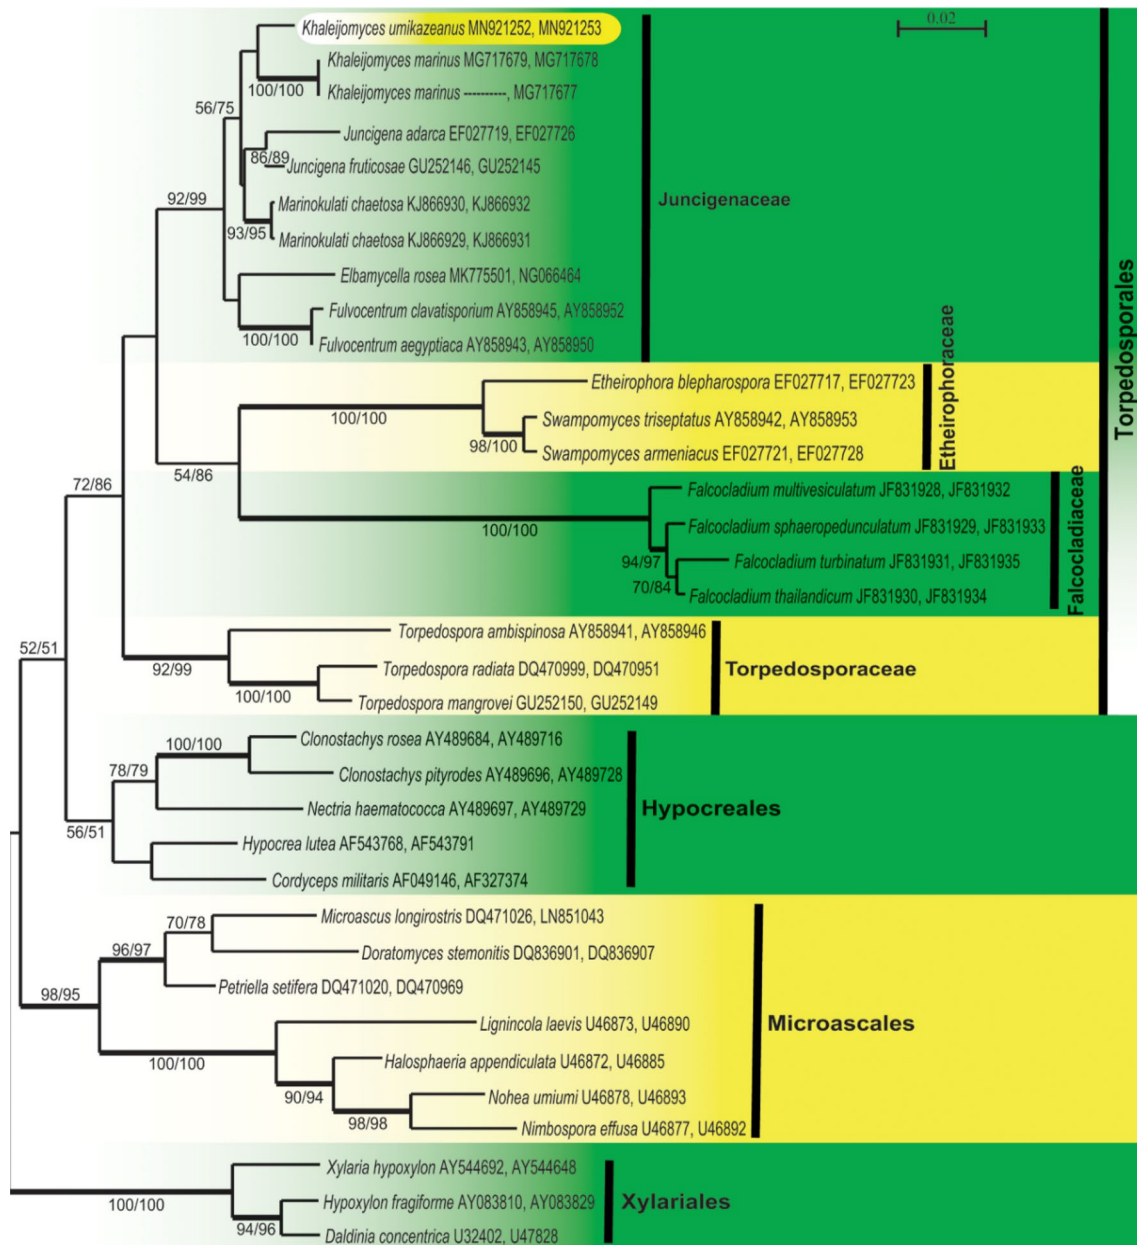 0.02
Khaleijomyces umikazeanus MN921252, MN921253
Khaleijomyces marinus MG717679, MG717678
100/100
Khaleijomyces marinus ----------, MG717677
56/75
Juncigena adarca EF027719, EF027726
86/89
Juncigena fruticosae GU252146, GU252145
Juncigenaceae
92/99
Marinokulati chaetosa KJ866930, KJ866932
93/95
Marinokulati chaetosa KJ866929, KJ866931
Elbamycella rosea MK775501, NG066464
Fulvocentrum clavatisporium AY858945, AY858952
100/100
Fulvocentrum aegyptiaca AY858943, AY858950
Torpedosporales
Etheirophora blepharospora EF027717, EF027723
100/100
Swampomyces triseptatus AY858942, AY858953
98/100
Swampomyces armeniacus EF027721, EF027728
Etheirophoraceae
54/86
72/86
Falcocladium multivesiculatum JF831928, JF831932
100/100
Falcocladium sphaeropedunculatum JF831929, JF831933
94/97
Falcocladium turbinatum JF831931, JF831935
70/84
Falcocladium thailandicum JF831930, JF831934
Falcocladiaceae
Torpedospora ambispinosa AY858941, AY858946
52/51
92/99
Torpedospora radiata DQ470999, DQ470951
Torpedosporaceae
100/100
Torpedospora mangrovei GU252150, GU252149
Clonostachys rosea AY489684, AY489716
100/100
78/79
Clonostachys pityrodes AY489696, AY489728
Nectria haematococca AY489697, AY489729
Hypocreales
56/51
Hypocrea lutea AF543768, AF543791
Cordyceps militaris AF049146, AF327374
Microascus longirostris DQ471026, LN851043
70/78
96/97
Doratomyces stemonitis DQ836901, DQ836907
Petriella setifera DQ471020, DQ470969
98/95
Lignincola laevis U46873, U46890
Microascales
100/100
Halosphaeria appendiculata U46872, U46885
90/94
Nohea umiumi U46878, U46893
98/98
Nimbospora effusa U46877, U46892
Xylaria hypoxylon AY544692, AY544648
100/100
Hypoxylon fragiforme AY083810, AY083829
Xylariales
94/96
Daldinia concentrica U32402, U47828